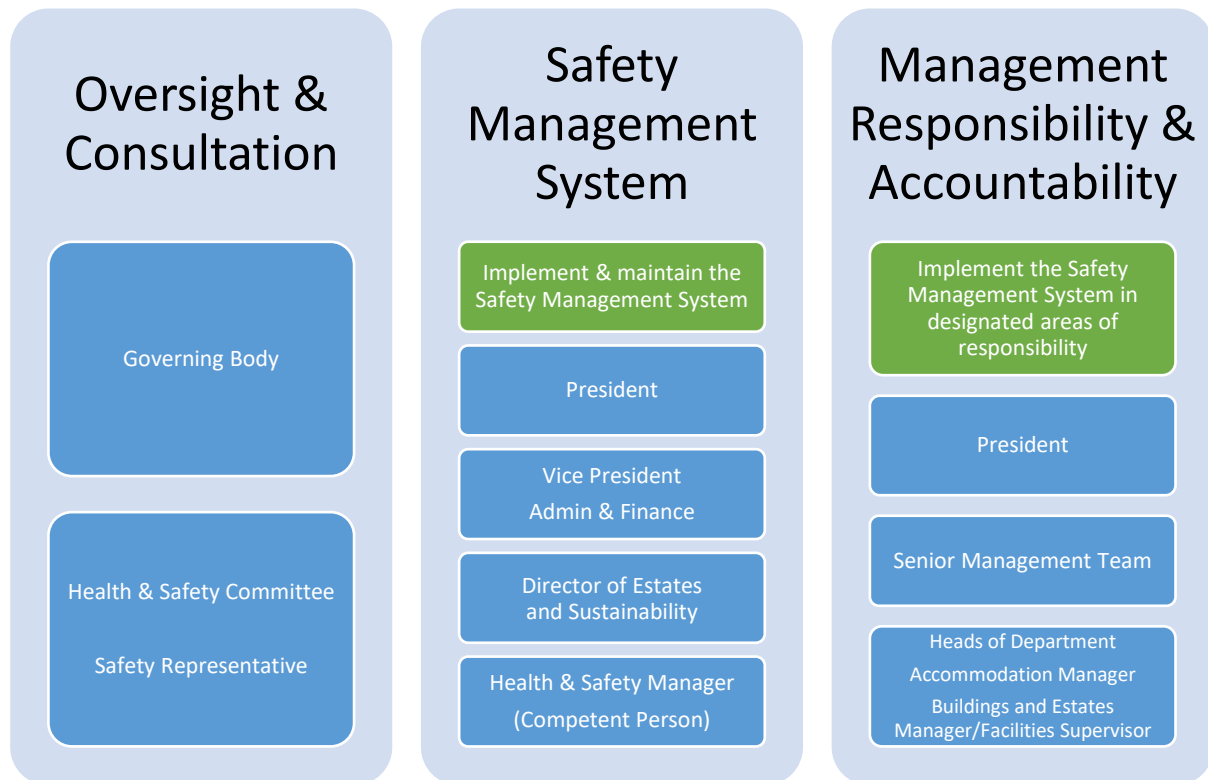 Oversight &
Consultation
Governing Body
Health & Safety Committee
Safety Representative
Safety
Management
System
Implement & maintain the
Safety Management System
President
Vice President
Admin & Finance
Director of Estates
and Sustainability
Health & Safety Manager
(Competent Person)
Management
Responsibility &
Accountability
Implement the Safety
Management System in
designated areas of
responsibility
President
Senior Management Team
Heads of Department
Accommodation Manager
Buildings and Estates
Manager/Facilities Supervisor